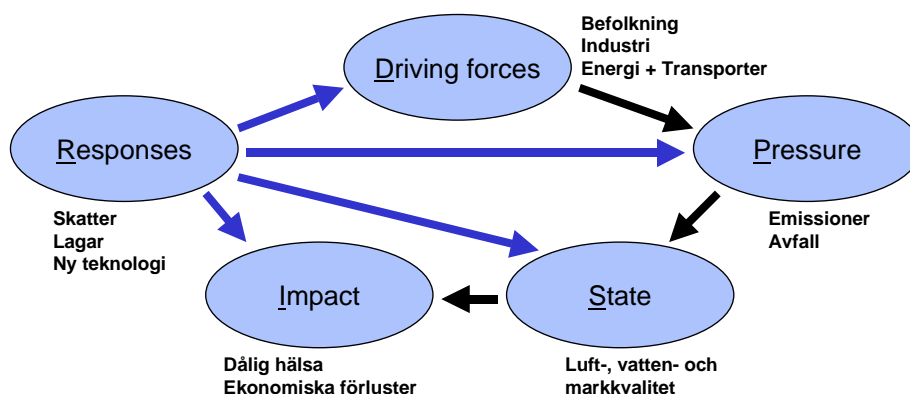 Befolkning
Industri
Energi + Transporter
Driving forces
Responses
Pressure
Skatter
Lagar
Ny teknologi
Emissioner
Avfall
Impact
State
Dålig hälsa
Ekonomiska förluster
Luft-, vatten- och
markkvalitet